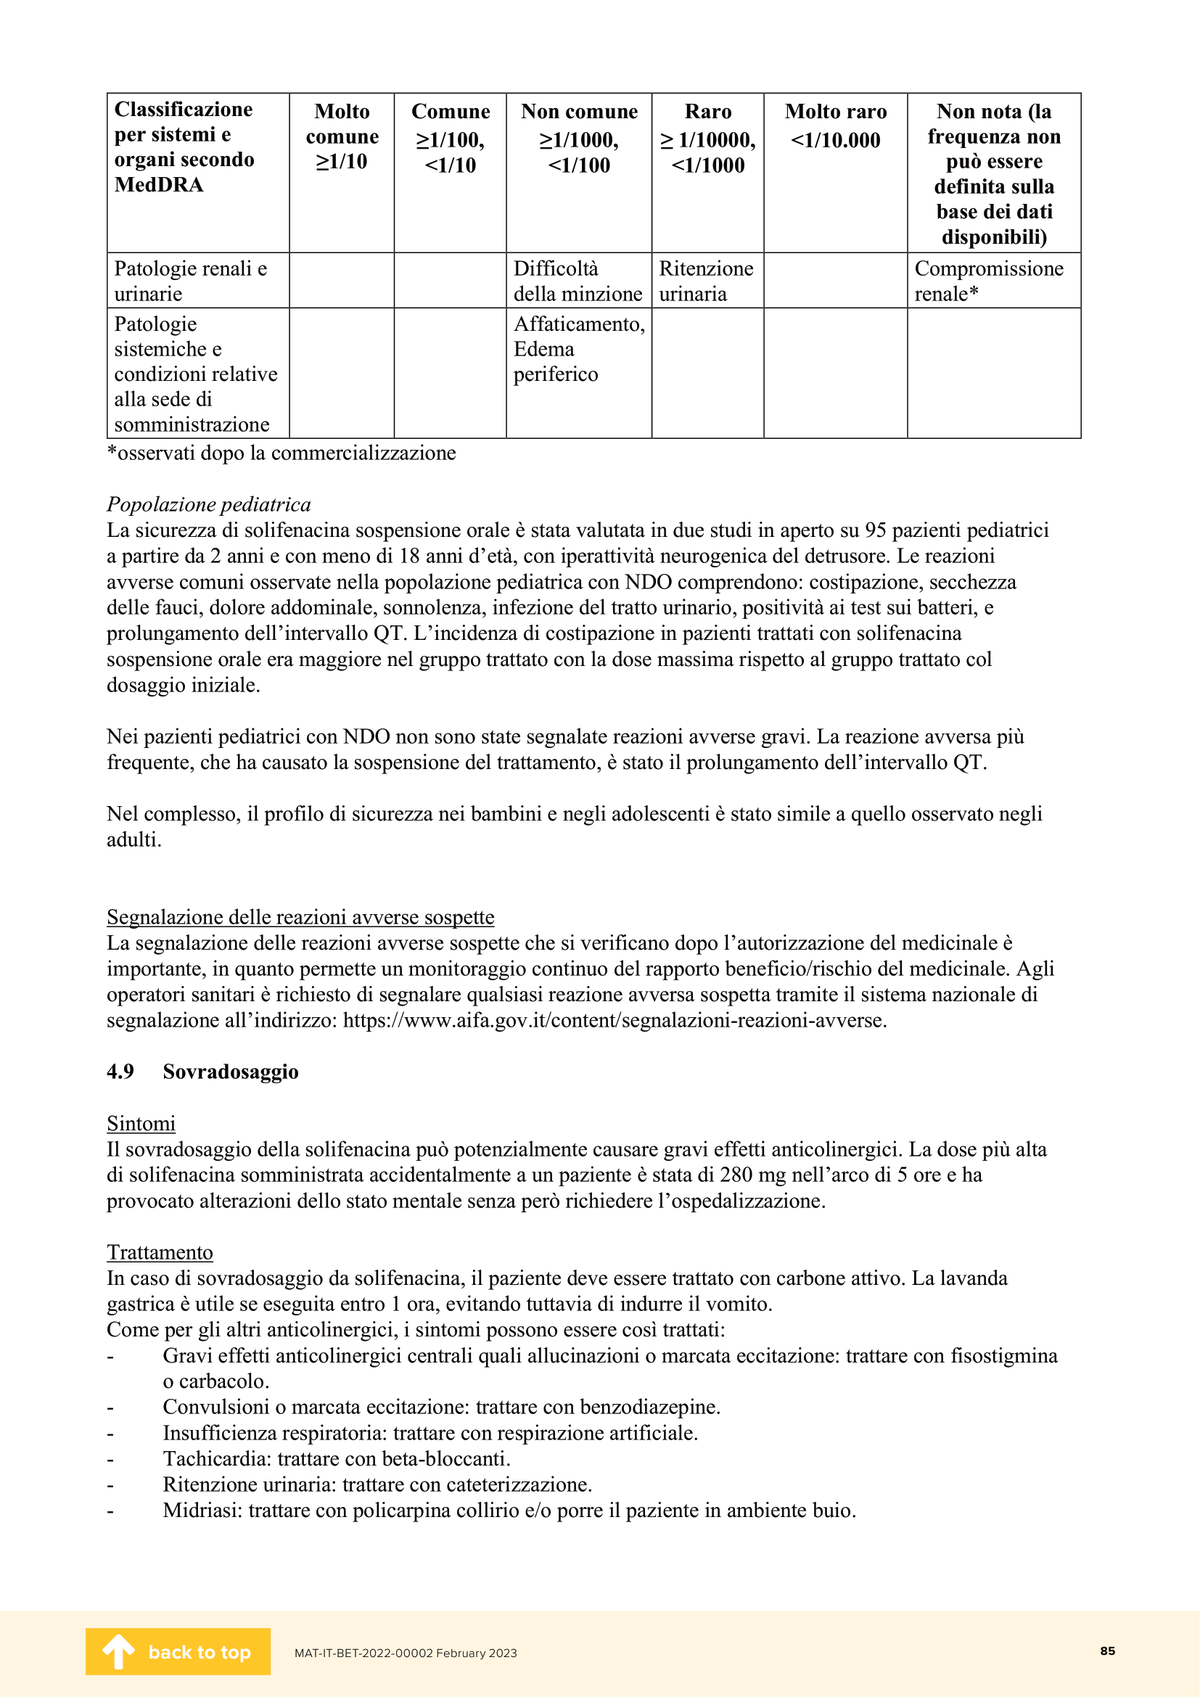 Classificazione per sistemi e organi secondo MedDRA | Molto comune ≥1/10 | Comune ≥1/100, <1/10 | Non comune ≥1/1000, <1/100 | Raro ≥ 1/10000, <1/1000 | Molto raro <1/10.000 | Non nota (la frequenza non può essere definita sulla base dei dati disponibili)
Patologie renali e urinarie | | | Difficoltà della minzione | Ritenzione urinaria | | Compromissione renale*
Patologie sistemiche e condizioni relative alla sede di somministrazione | | | Affaticamento, Edema periferico | | |
*osservati dopo la commercializzazione
Popolazione pediatrica
La sicurezza di solifenacina sospensione orale è stata valutata in due studi in aperto su 95 pazienti pediatrici
a partire da 2 anni e con meno di 18 anni d’età, con iperattività neurogenica del detrusore. Le reazioni
avverse comuni osservate nella popolazione pediatrica con NDO comprendono: costipazione, secchezza
delle fauci, dolore addominale, sonnolenza, infezione del tratto urinario, positività ai test sui batteri, e
prolungamento dell’intervallo QT. L’incidenza di costipazione in pazienti trattati con solifenacina
sospensione orale era maggiore nel gruppo trattato con la dose massima rispetto al gruppo trattato col
dosaggio iniziale.
Nei pazienti pediatrici con NDO non sono state segnalate reazioni avverse gravi. La reazione avversa più
frequente, che ha causato la sospensione del trattamento, è stato il prolungamento dell’intervallo QT.
Nel complesso, il profilo di sicurezza nei bambini e negli adolescenti è stato simile a quello osservato negli
adulti.
Segnalazione delle reazioni avverse sospette
La segnalazione delle reazioni avverse sospette che si verificano dopo l’autorizzazione del medicinale è
importante, in quanto permette un monitoraggio continuo del rapporto beneficio/rischio del medicinale. Agli
operatori sanitari è richiesto di segnalare qualsiasi reazione avversa sospetta tramite il sistema nazionale di
segnalazione all’indirizzo: https://www.aifa.gov.it/content/segnalazioni-reazioni-avverse.
4.9 Sovradosaggio
Sintomi
Il sovradosaggio della solifenacina può potenzialmente causare gravi effetti anticolinergici. La dose più alta
di solifenacina somministrata accidentalmente a un paziente è stata di 280 mg nell’arco di 5 ore e ha
provocato alterazioni dello stato mentale senza però richiedere l’ospedalizzazione.
Trattamento
In caso di sovradosaggio da solifenacina, il paziente deve essere trattato con carbone attivo. La lavanda
gastrica è utile se eseguita entro 1 ora, evitando tuttavia di indurre il vomito.
Come per gli altri anticolinergici, i sintomi possono essere così trattati:
- Gravi effetti anticolinergici centrali quali allucinazioni o marcata eccitazione: trattare con fisostigmina
o carbacolo.
- Convulsioni o marcata eccitazione: trattare con benzodiazepine.
- Insufficienza respiratoria: trattare con respirazione artificiale.
- Tachicardia: trattare con beta-bloccanti.
- Ritenzione urinaria: trattare con cateterizzazione.
- Midriasi: trattare con policarpina collirio e/o porre il paziente in ambiente buio.
back to top
MAT-IT-BET-2022-00002 February 2023
85